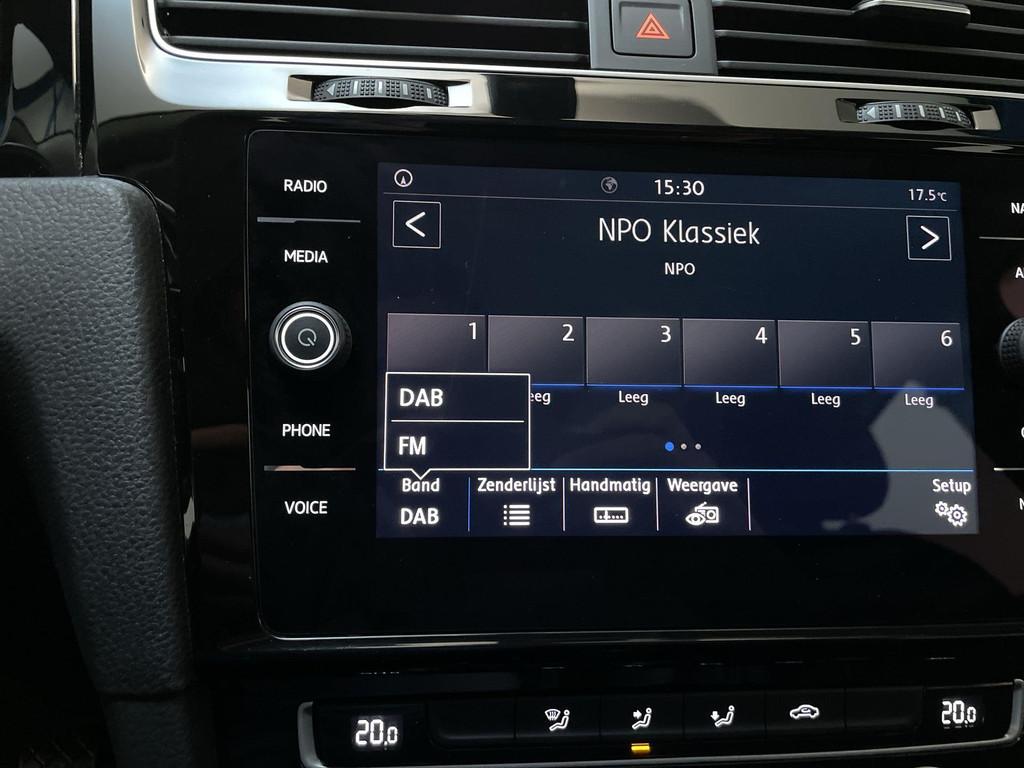 RADIO
MEDIA
PHONE
VOICE
15:30
17.5°C
<
NPO Klassiek
>
NPO
1 2 3 4 5 6
Leeg Leeg Leeg Leeg
DAB
FM
Band Zenderlijst Handmatig Weergave Setup
DAB
20.0 20.0